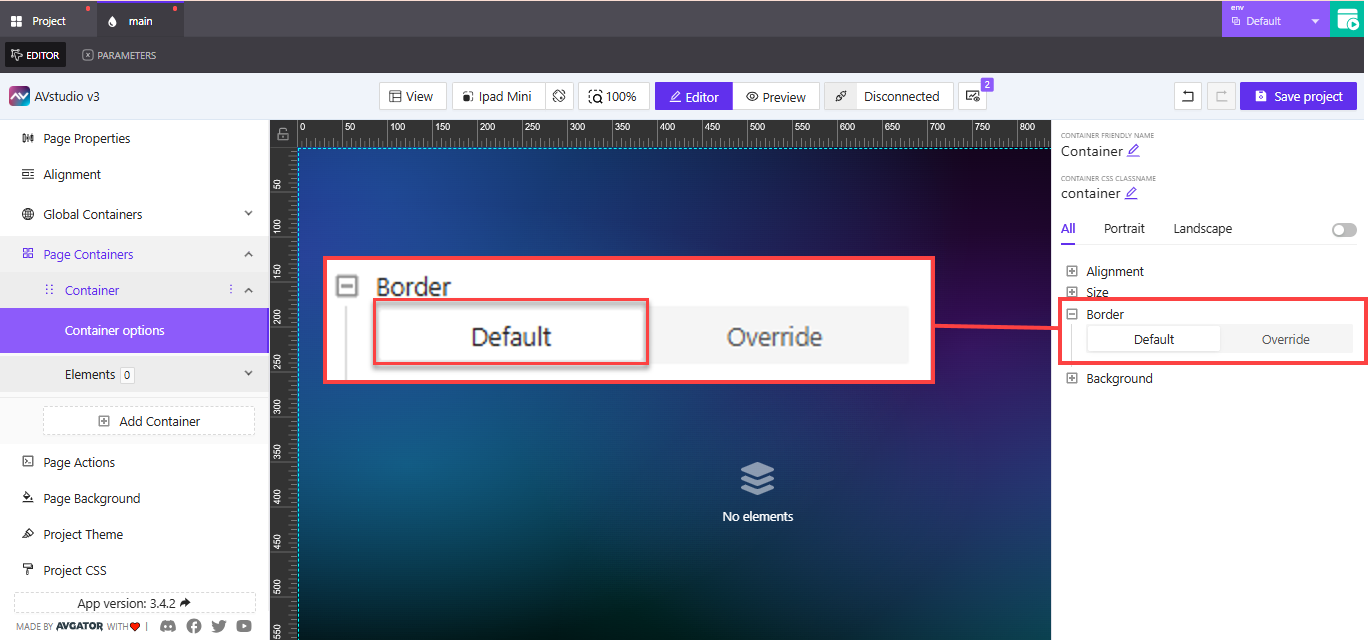 Project
main
env
Default
EDITOR
PARAMETERS
AVstudio v3
View
Ipad Mini
100%
Editor
Preview
Disconnected
2
Save project
Page Properties
Alignment
Global Containers
Page Containers
Container
Container options
Elements 0
Add Container
Page Actions
Page Background
Project Theme
Project CSS
App version: 3.4.2
MADE BY AVGATOR WITH
0 50 100 150 200 250 300 350 400 450 500 550 600 650 700 750 800
50
100
150
200
250
300
350
400
450
500
550
Border
Default Override
No elements
CONTAINER FRIENDLY NAME
Container
CONTAINER CSS CLASSNAME
container
All Portrait Landscape
Alignment
Size
Border
Default Override
Background